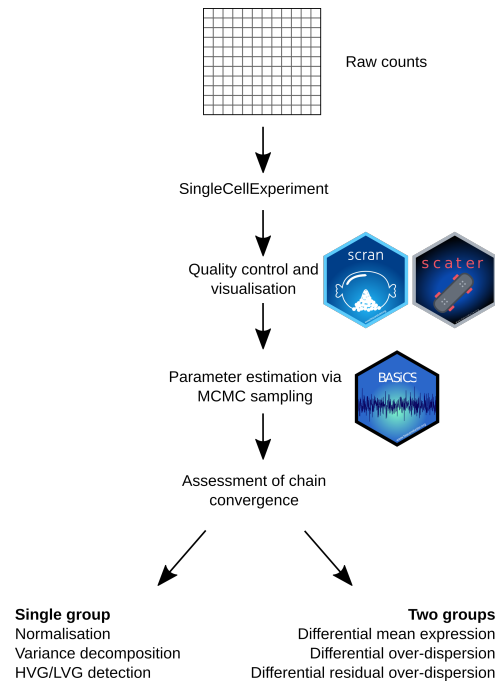 Raw counts
SingleCellExperiment
Quality control and
visualisation
scran
scater
Parameter estimation via
MCMC sampling
BASiCS
Assessment of chain
convergence
Single group
Normalisation
Variance decomposition
HVG/LVG detection
Two groups
Differential mean expression
Differential over-dispersion
Differential residual over-dispersion